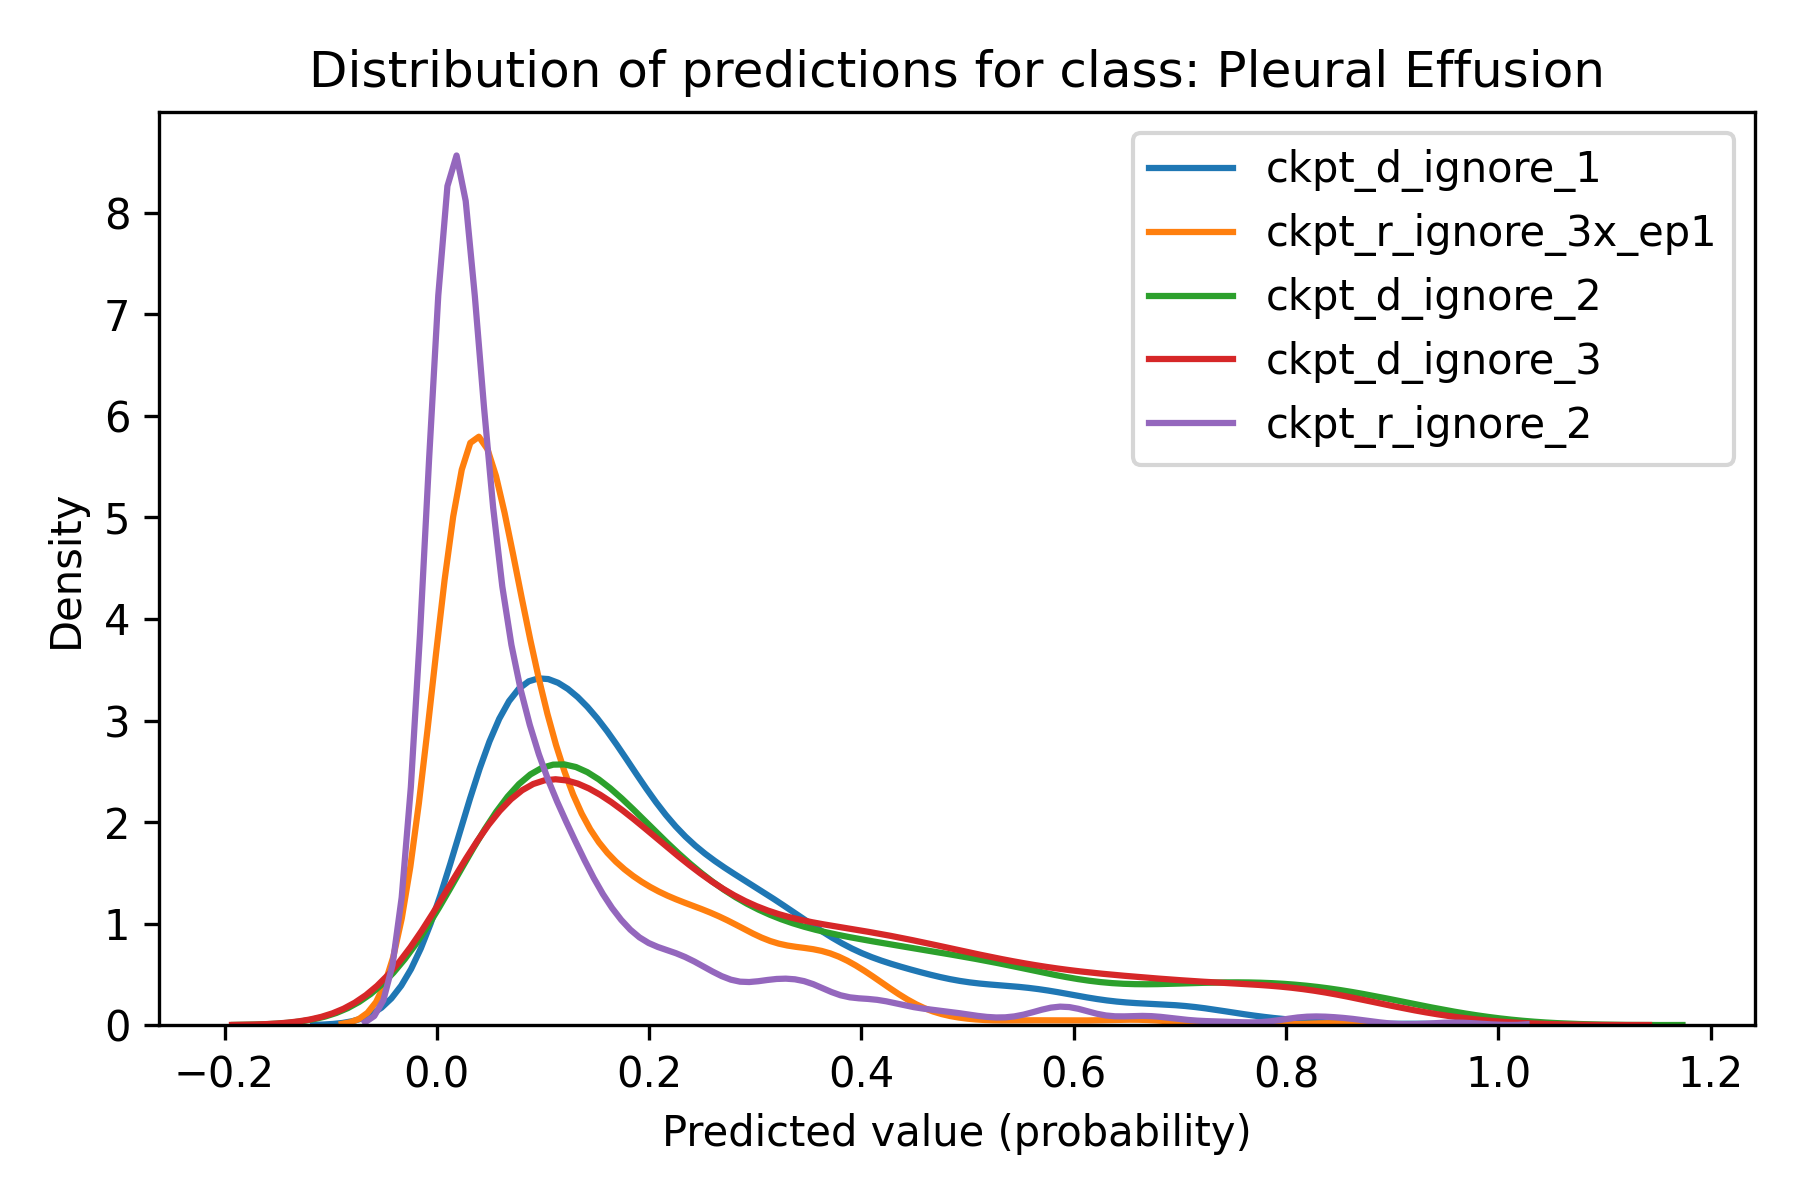 Distribution of predictions for class: Pleural Effusion
ckpt_d_ignore_1
ckpt_r_ignore_3x_ep1
ckpt_d_ignore_2
ckpt_d_ignore_3
ckpt_r_ignore_2
Density
8
7
6
5
4
3
2
1
0
−0.2 0.0 0.2 0.4 0.6 0.8 1.0 1.2
Predicted value (probability)